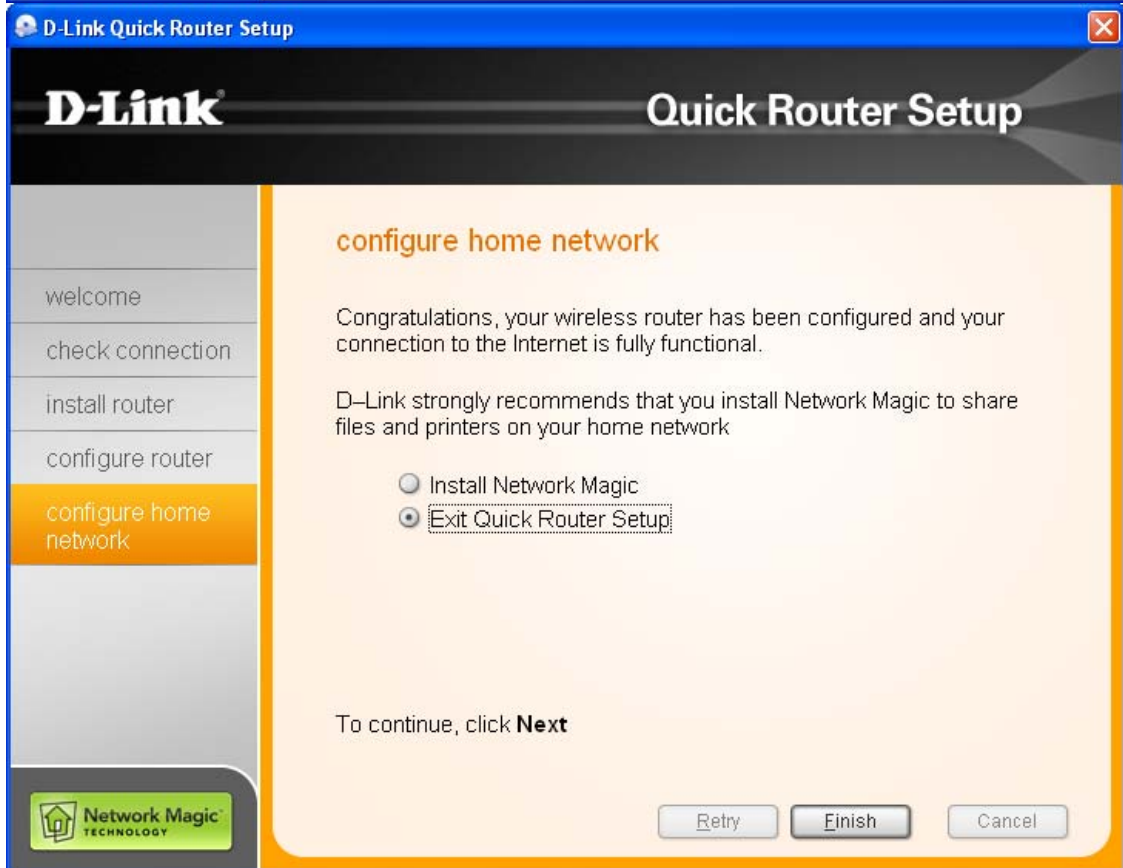 D-Link Quick Router Setup
D-Link
Quick Router Setup
welcome
check connection
install router
configure router
configure home
network
configure home network
Congratulations, your wireless router has been configured and your
connection to the Internet is fully functional.
D–Link strongly recommends that you install Network Magic to share
files and printers on your home network
Install Network Magic
Exit Quick Router Setup
To continue, click Next
Network Magic
TECHNOLOGY
Retry
Finish
Cancel